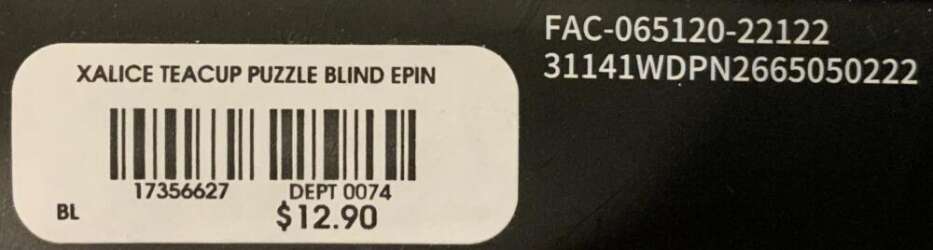 XALICE TEACUP PUZZLE BLIND EPIN
17356627 DEPT 0074
BL $12.90
FAC-065120-22122
31141WDPN2665050222